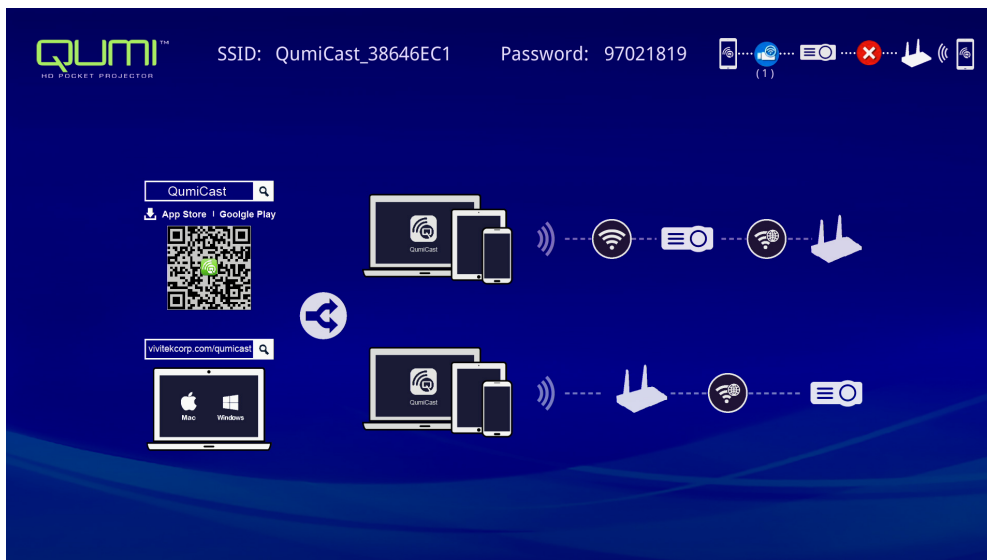 QUMI™
HD POCKET PROJECTOR
SSID: QumiCast_38646EC1 Password: 97021819
(1)
QumiCast
App Store | Goolgle Play
vivitekcorp.com/qumicast
Mac Windows
QumiCast
QumiCast